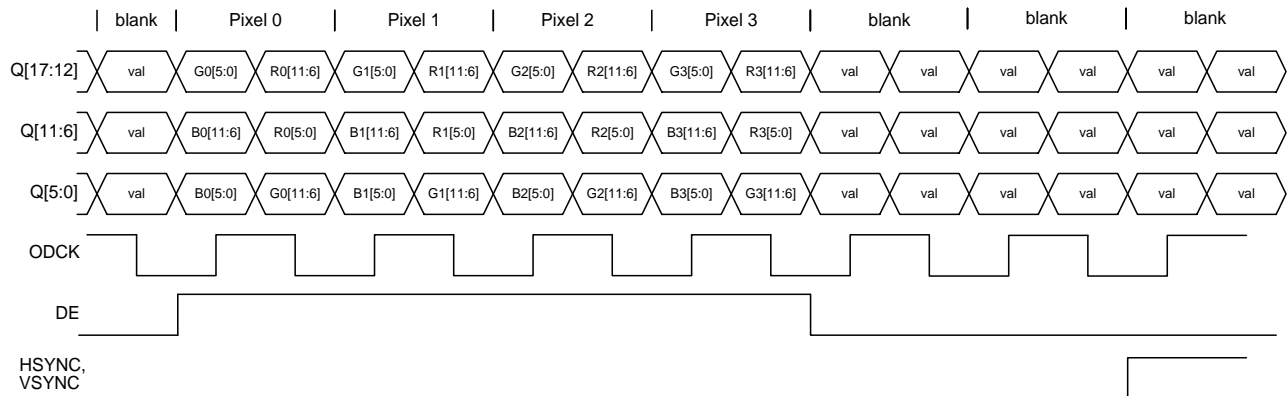 blank Pixel 0 Pixel 1 Pixel 2 Pixel 3 blank blank blank
Q[17:12] val G0[5:0] R0[11:6] G1[5:0] R1[11:6] G2[5:0] R2[11:6] G3[5:0] R3[11:6] val val val val val val
Q[11:6] val B0[11:6] R0[5:0] B1[11:6] R1[5:0] B2[11:6] R2[5:0] B3[11:6] R3[5:0] val val val val val val
Q[5:0] val B0[5:0] G0[11:6] B1[5:0] G1[11:6] B2[5:0] G2[11:6] B3[5:0] G3[11:6] val val val val val val
ODCK
DE
HSYNC,
VSYNC